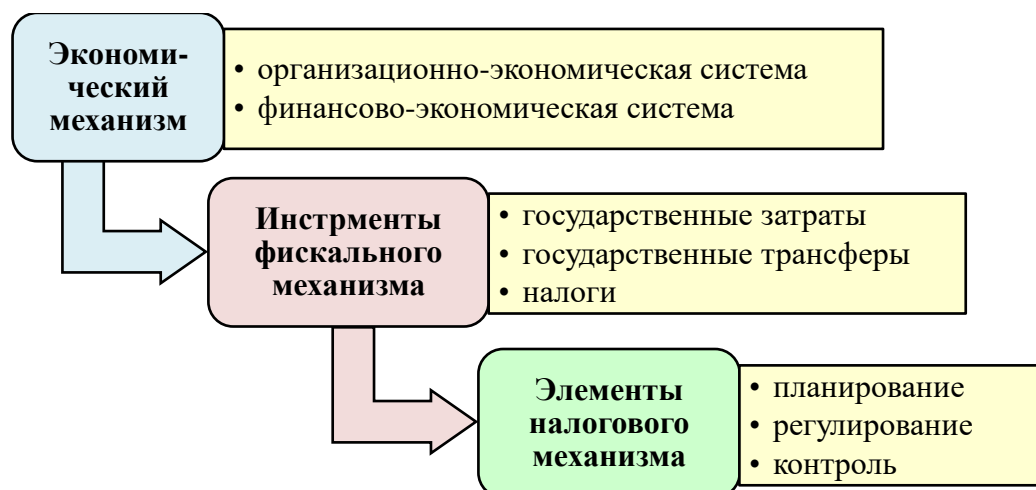 Экономи-
ческий
механизм
• организационно-экономическая система
• финансово-экономическая система
Инстрменты
фискального
механизма
• государственные затраты
• государственные трансферы
• налоги
Элементы
налогового
механизма
• планирование
• регулирование
• контроль